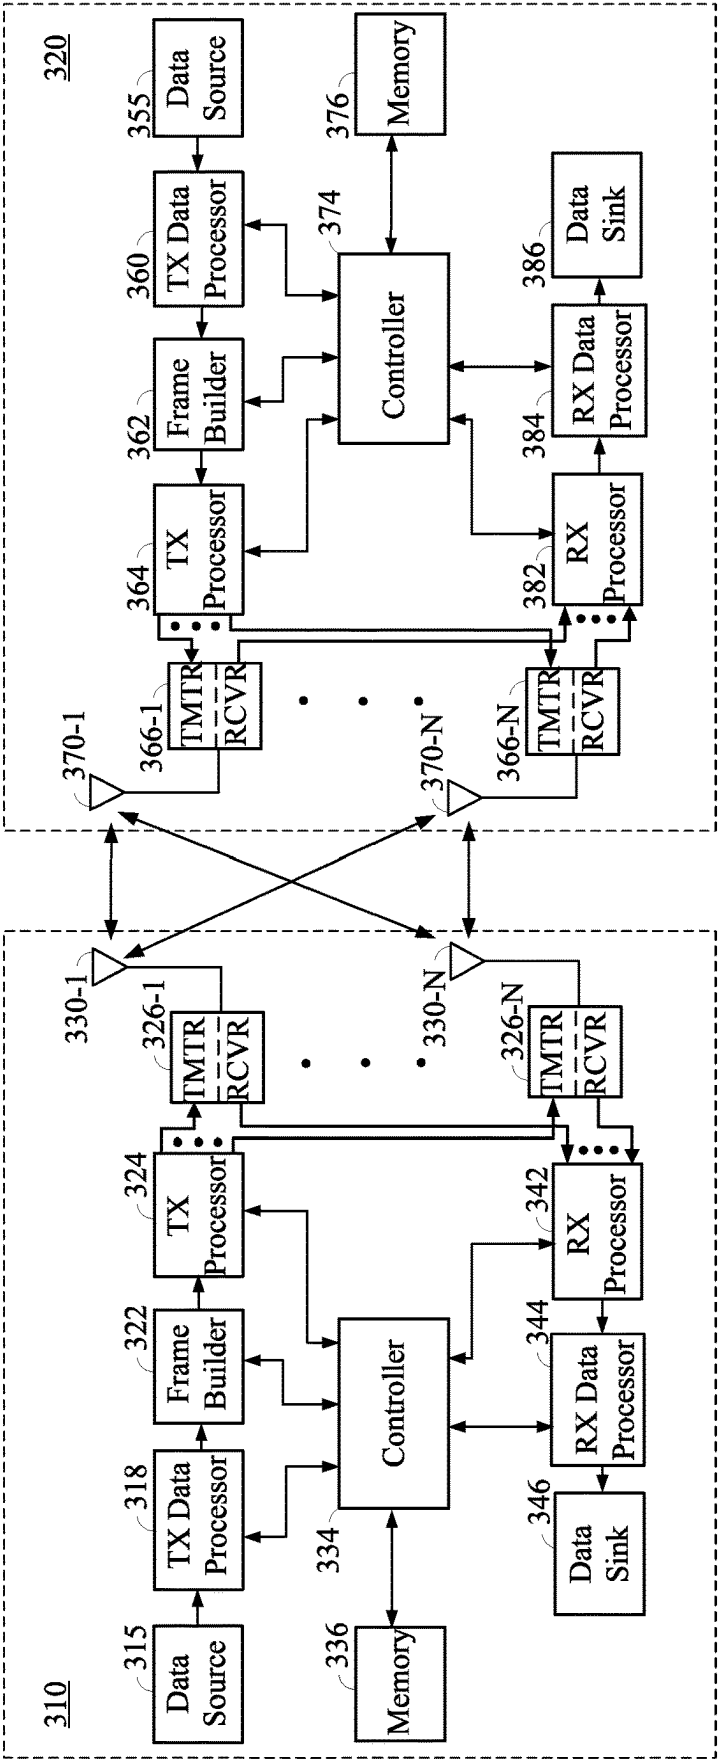 310
315
Data
Source
318
TX Data
Processor
322
Frame
Builder
324
TX
Processor
326-1
TMTR
RCVR
330-1
334
Controller
336
Memory
326-N
TMTR
RCVR
330-N
342
RX
Processor
344
RX Data
Processor
346
Data
Sink
320
370-1
366-1
TMTR
RCVR
364
TX
Processor
362
Frame
Builder
360
TX Data
Processor
355
Data
Source
374
Controller
376
Memory
370-N
366-N
TMTR
RCVR
382
RX
Processor
384
RX Data
Processor
386
Data
Sink